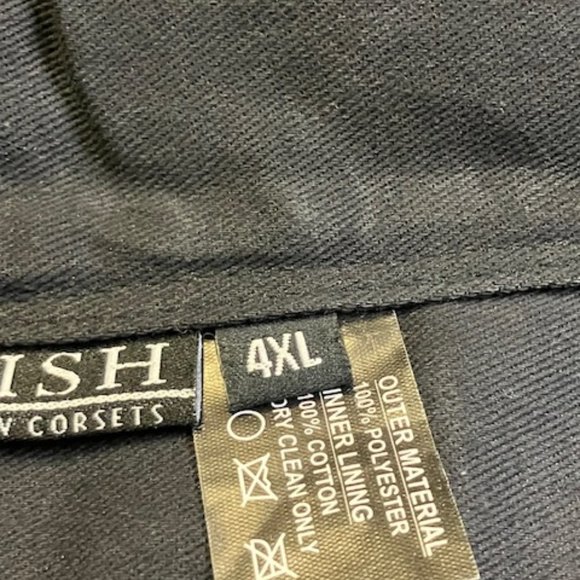 ISH
CORSETS
4XL
OUTER MATERIAL
100% POLYESTER
INNER LINING
100% COTTON
DRY CLEAN ONLY